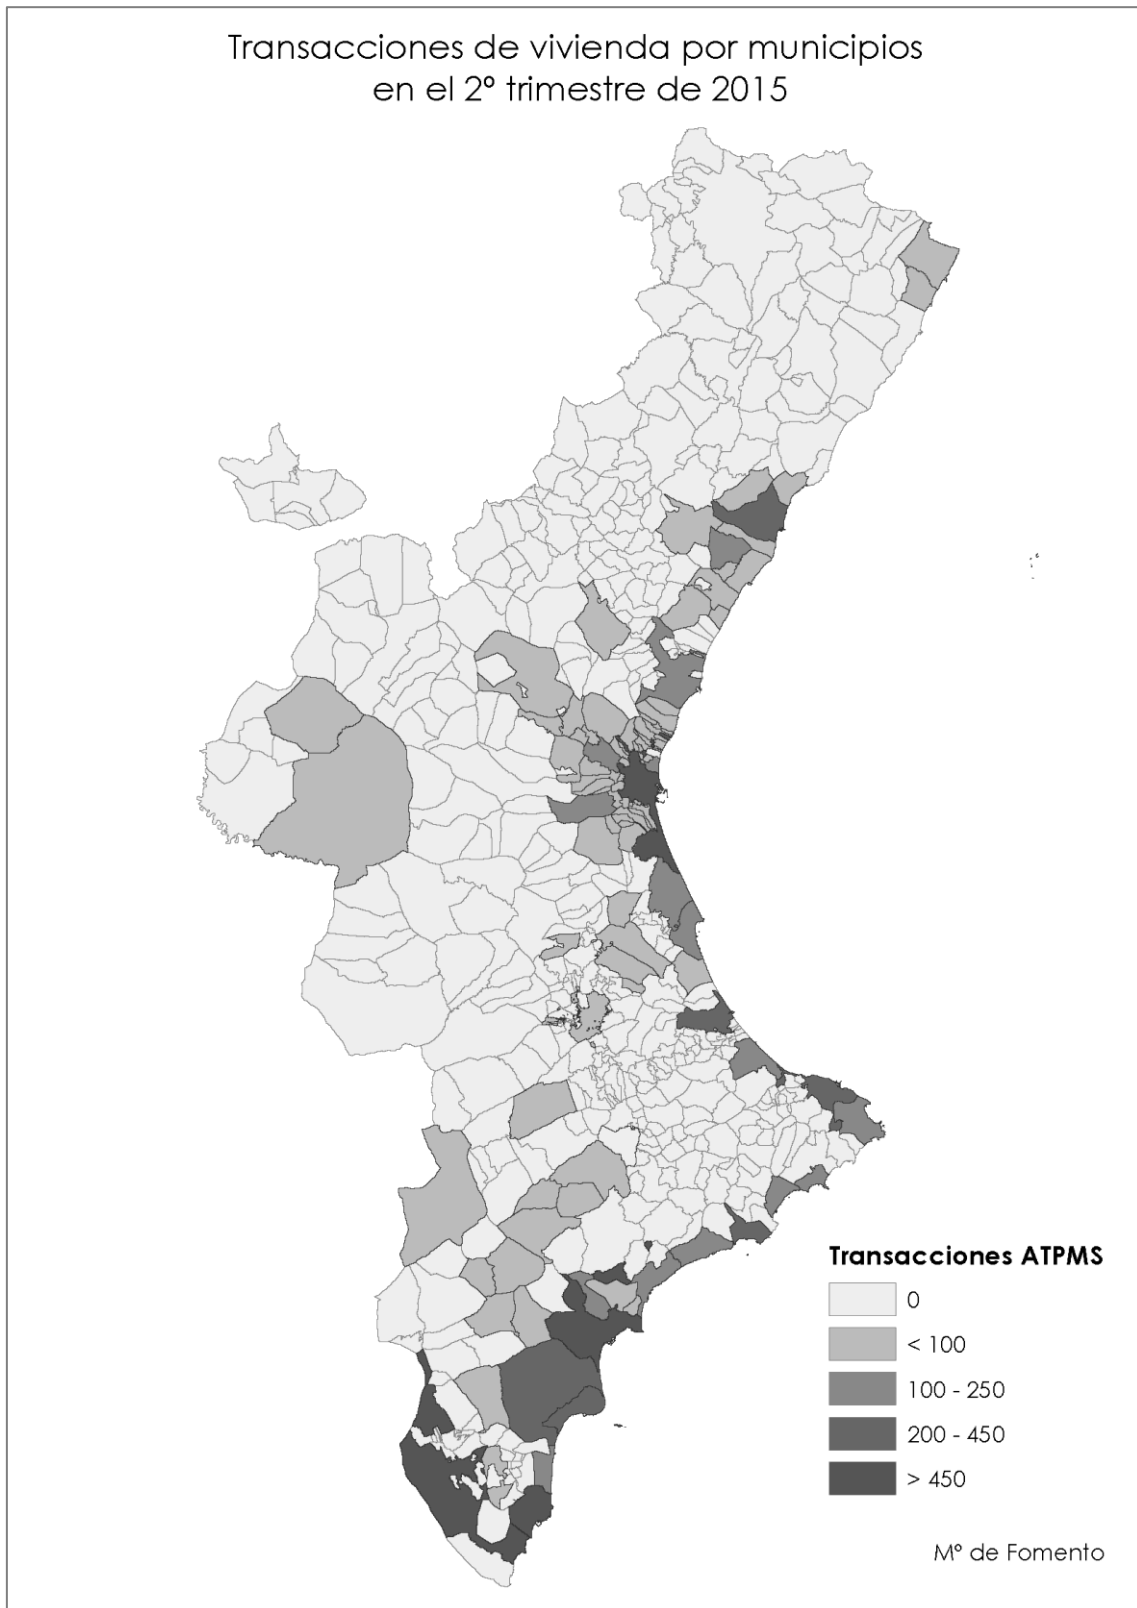 Transacciones de vivienda por municipios
en el 2º trimestre de 2015
Transacciones ATPMS
0
< 100
100 - 250
200 - 450
> 450
Mº de Fomento